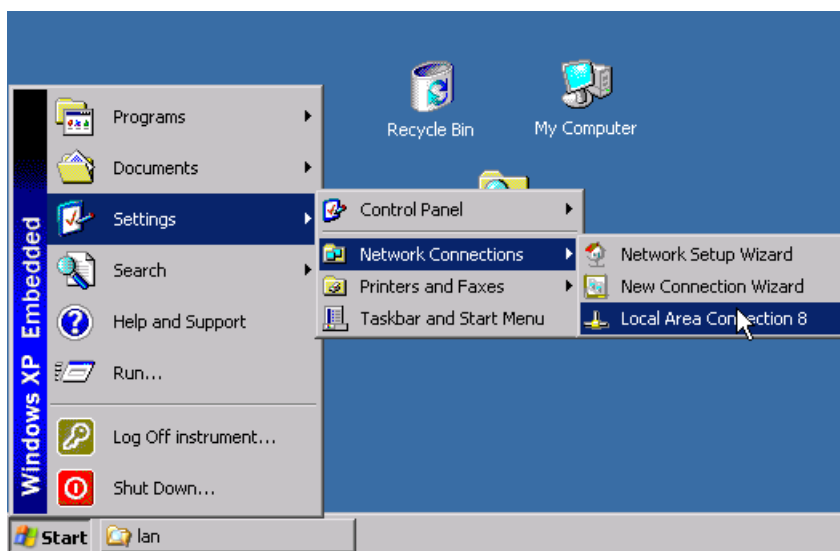 Recycle Bin
My Computer
Programs
Documents
Settings
Search
Help and Support
Run...
Log Off instrument...
Shut Down...
Windows XP Embedded
Control Panel
Network Connections
Printers and Faxes
Taskbar and Start Menu
Network Setup Wizard
New Connection Wizard
Local Area Connection 8
Start
lan